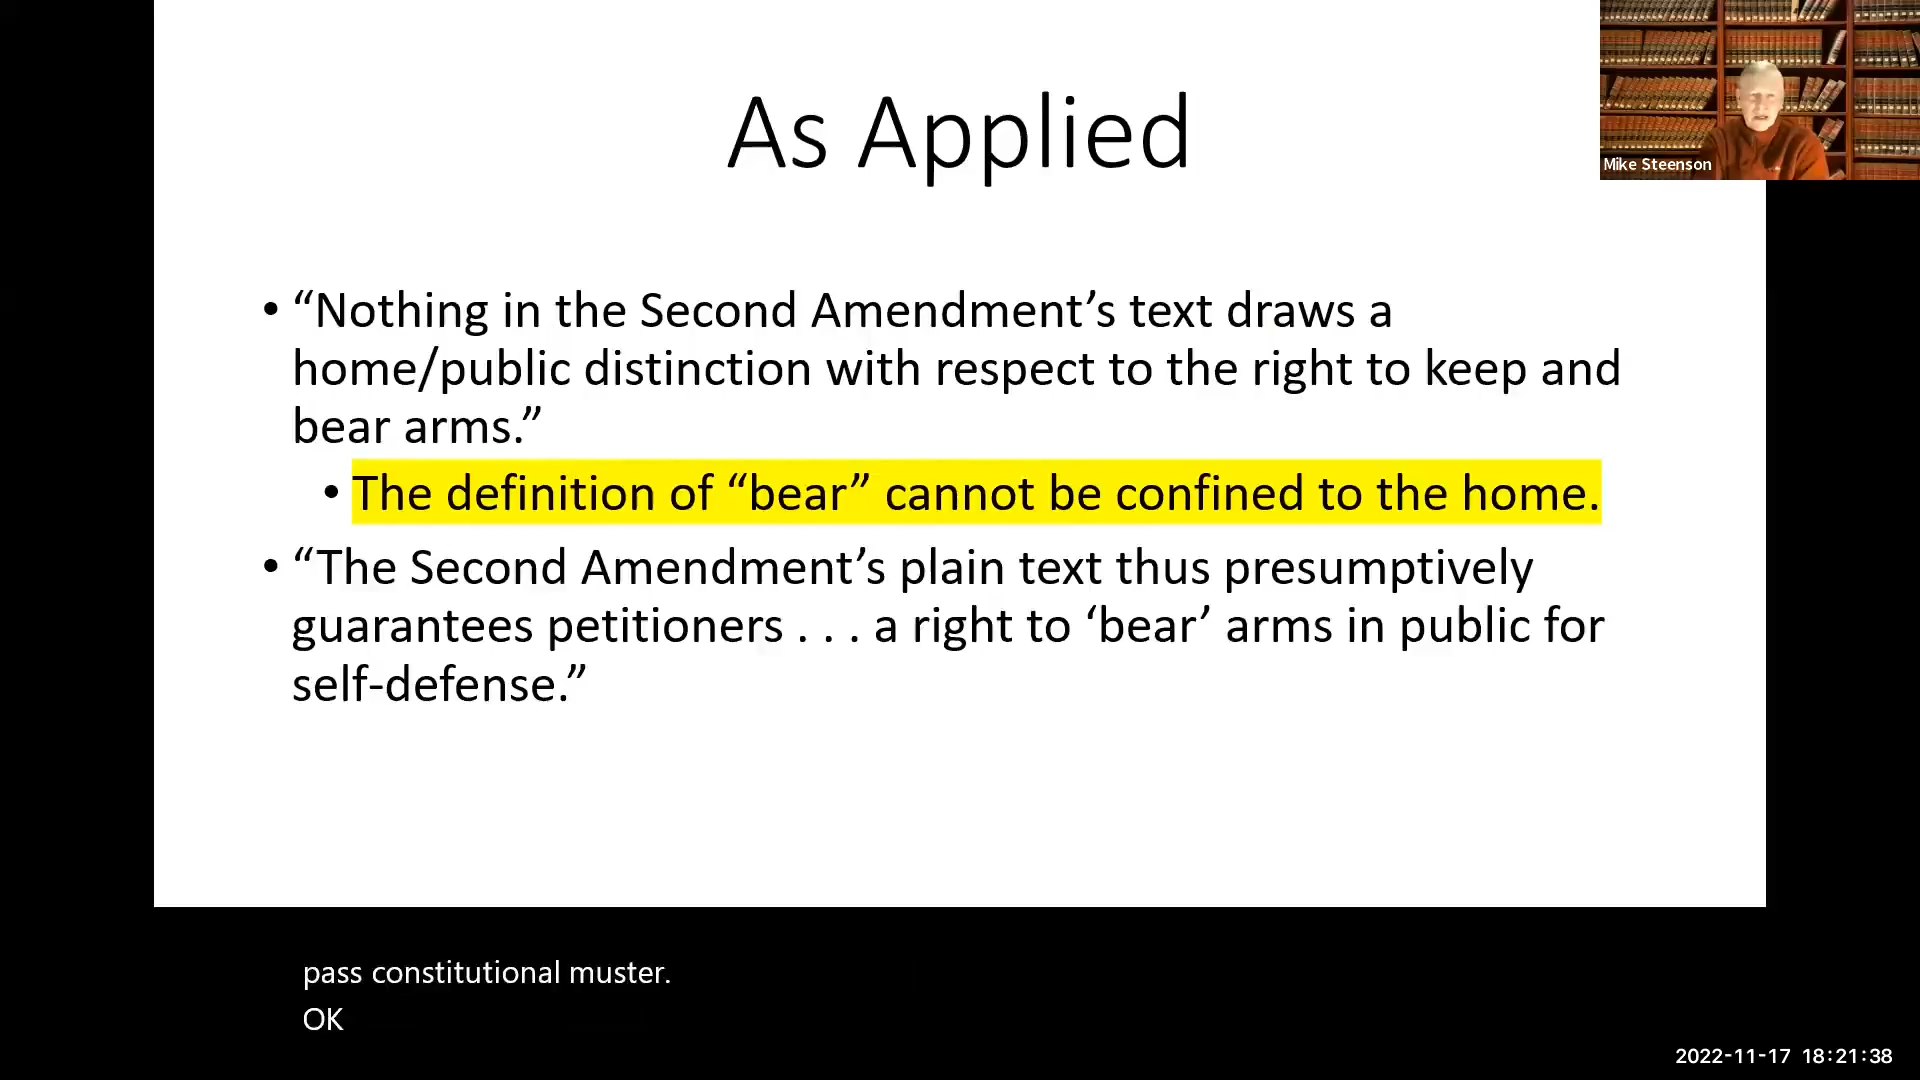 As Applied
Mike Steenson
• “Nothing in the Second Amendment’s text draws a
home/public distinction with respect to the right to keep and
bear arms.”
• The definition of “bear” cannot be confined to the home.
• “The Second Amendment’s plain text thus presumptively
guarantees petitioners . . . a right to ‘bear’ arms in public for
self-defense.”
pass constitutional muster.
OK
2022-11-17 18:21:38